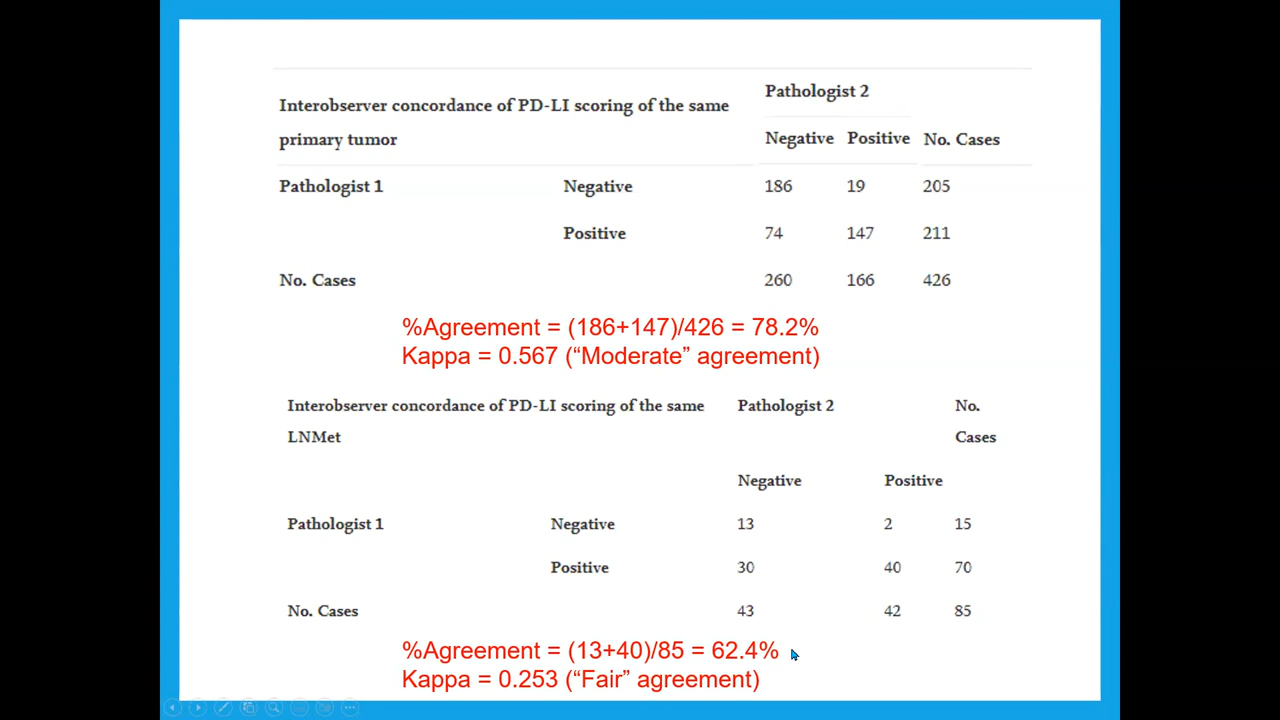 Interobserver concordance of PD-LI scoring of the same primary tumor
Pathologist 2
Negative Positive No. Cases
Pathologist 1 Negative 186 19 205
Positive 74 147 211
No. Cases 260 166 426
%Agreement = (186+147)/426 = 78.2%
Kappa = 0.567 (“Moderate” agreement)
Interobserver concordance of PD-LI scoring of the same Pathologist 2 No.
LNMet Cases
Negative Positive
Pathologist 1 Negative 13 2 15
Positive 30 40 70
No. Cases 43 42 85
%Agreement = (13+40)/85 = 62.4%
Kappa = 0.253 (“Fair” agreement)